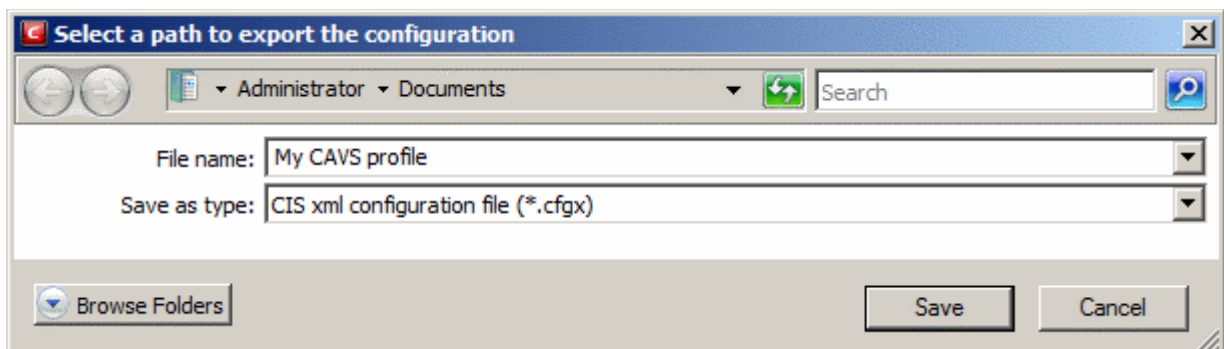 C Select a path to export the configuration
Administrator Documents Search
File name: My CAVS profile
Save as type: CIS xml configuration file (*.cfgx)
Browse Folders Save Cancel